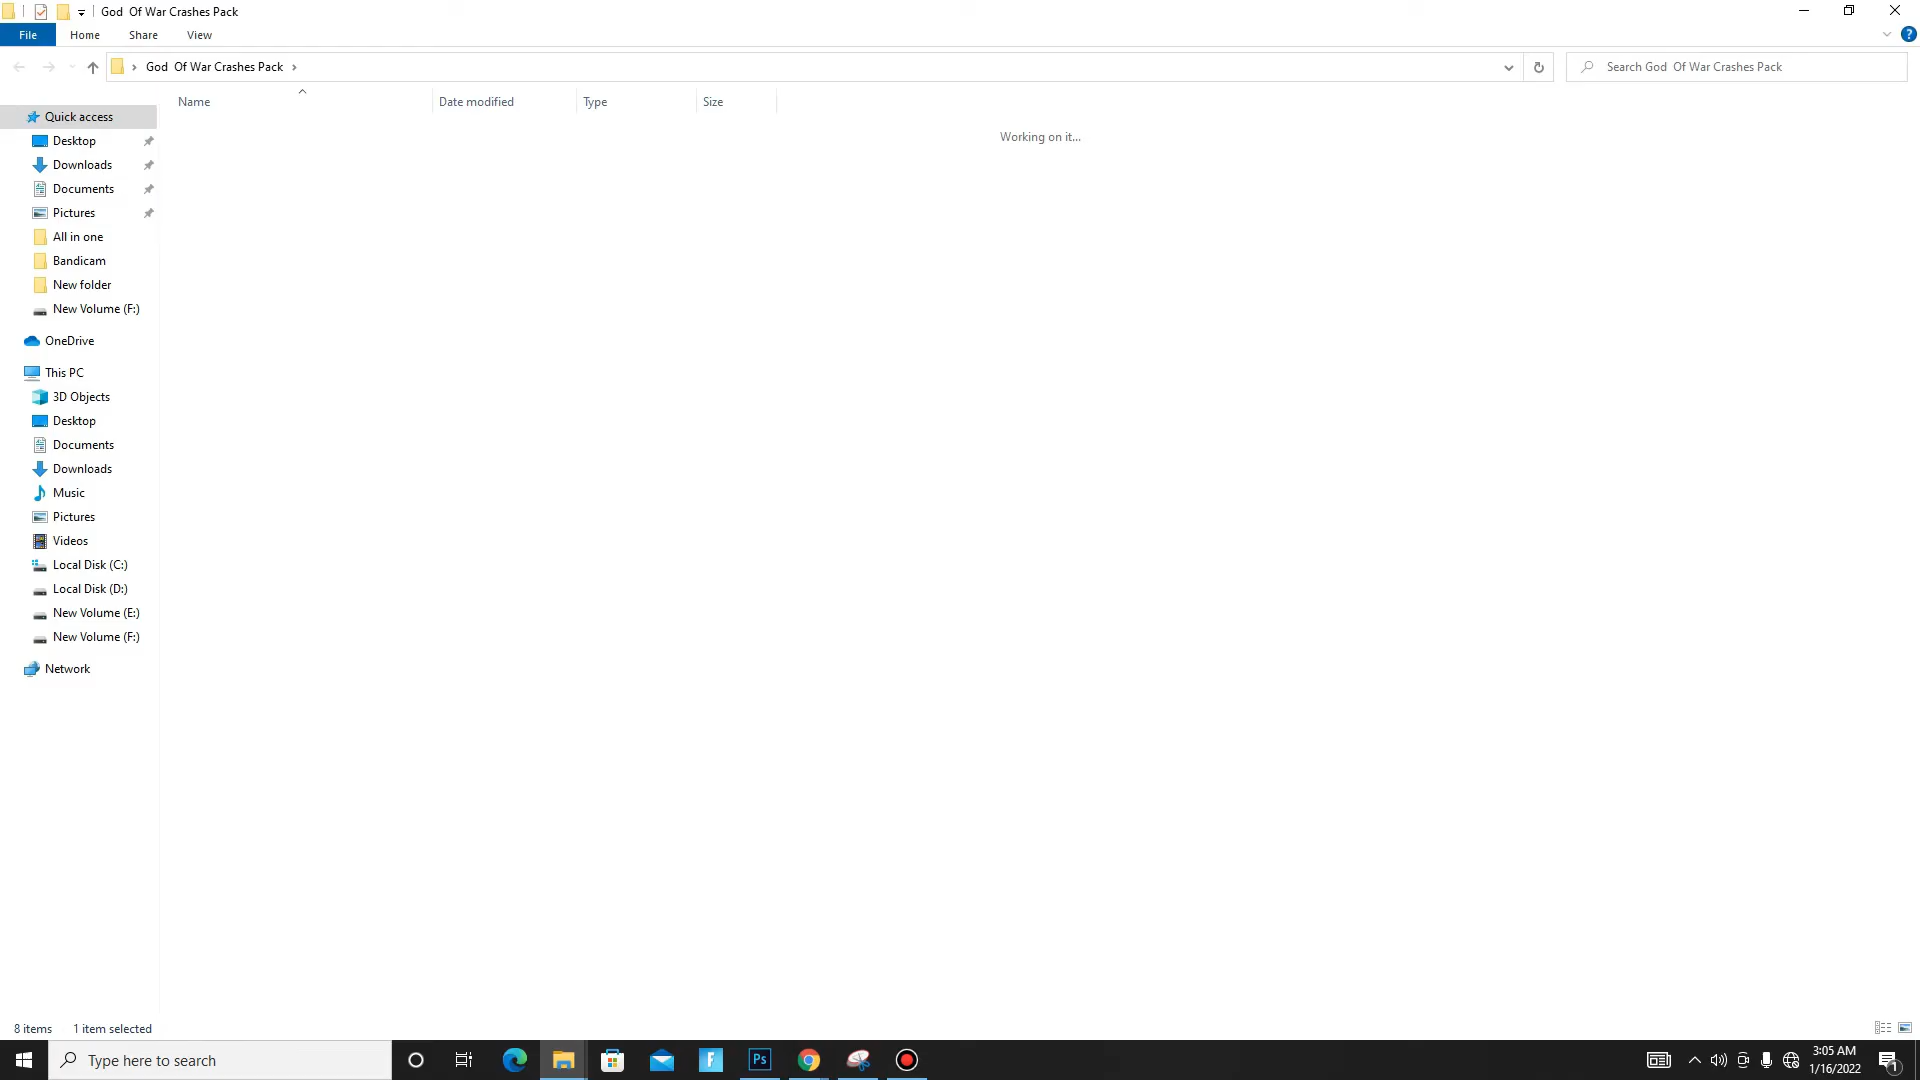 God  Of War Crashes Pack
File
Home
Share
View
?
God  Of War Crashes Pack
Search God  Of War Crashes Pack
Name
Date modified
Type
Size
Working on it...
Quick access
Desktop
Downloads
Documents
Pictures
All in one
Bandicam
New folder
New Volume (F:)
OneDrive
This PC
3D Objects
Desktop
Documents
Downloads
Music
Pictures
Videos
Local Disk (C:)
Local Disk (D:)
New Volume (E:)
New Volume (F:)
Network
8 items
1 item selected
Type here to search
F
Ps
3:05 AM
1/16/2022
1